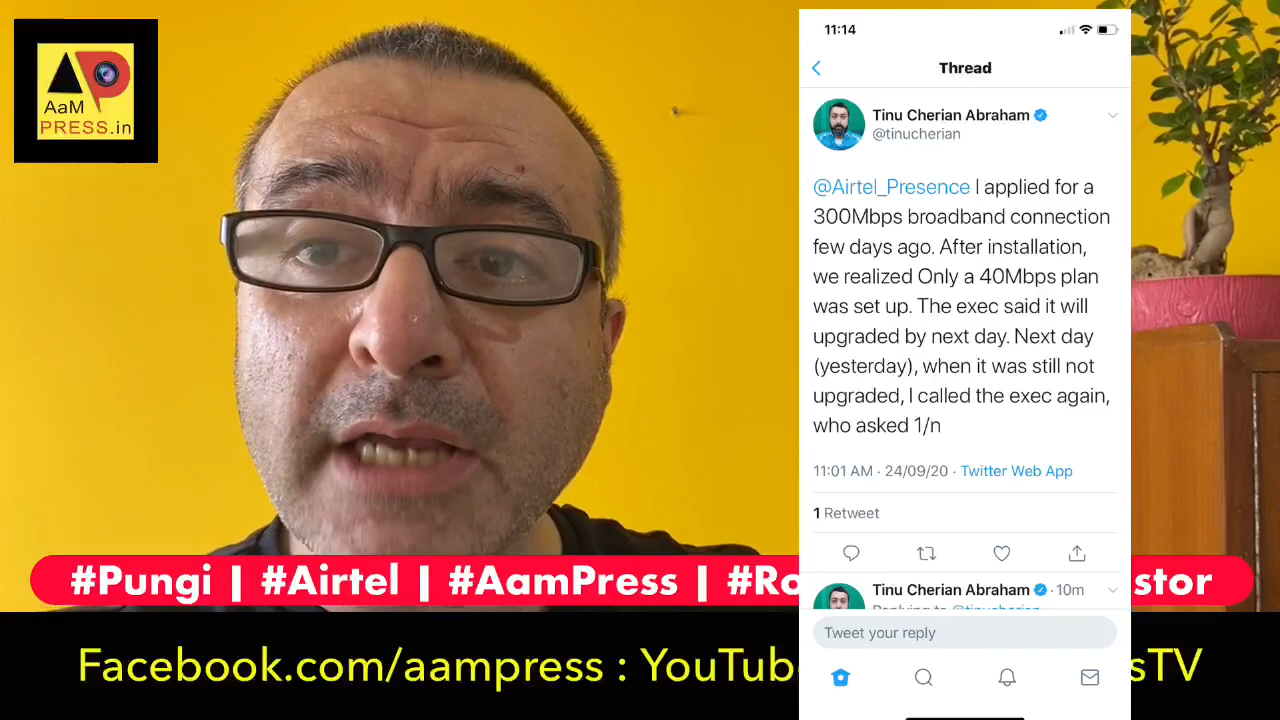 AaM
PRESS.in
11:14
Thread
Tinu Cherian Abraham
@tinucherian
@Airtel_Presence I applied for a
300Mbps broadband connection
few days ago. After installation,
we realized Only a 40Mbps plan
was set up. The exec said it will
upgraded by next day. Next day
(yesterday), when it was still not
upgraded, I called the exec again,
who asked 1/n
11:01 AM · 24/09/20 · Twitter Web App
1 Retweet
Tinu Cherian Abraham · 10m
Replying to @tinucherian
Tweet your reply
#Pungi | #Airtel | #AamPress | #Ro stor
Facebook.com/aampress : YouTub sTV